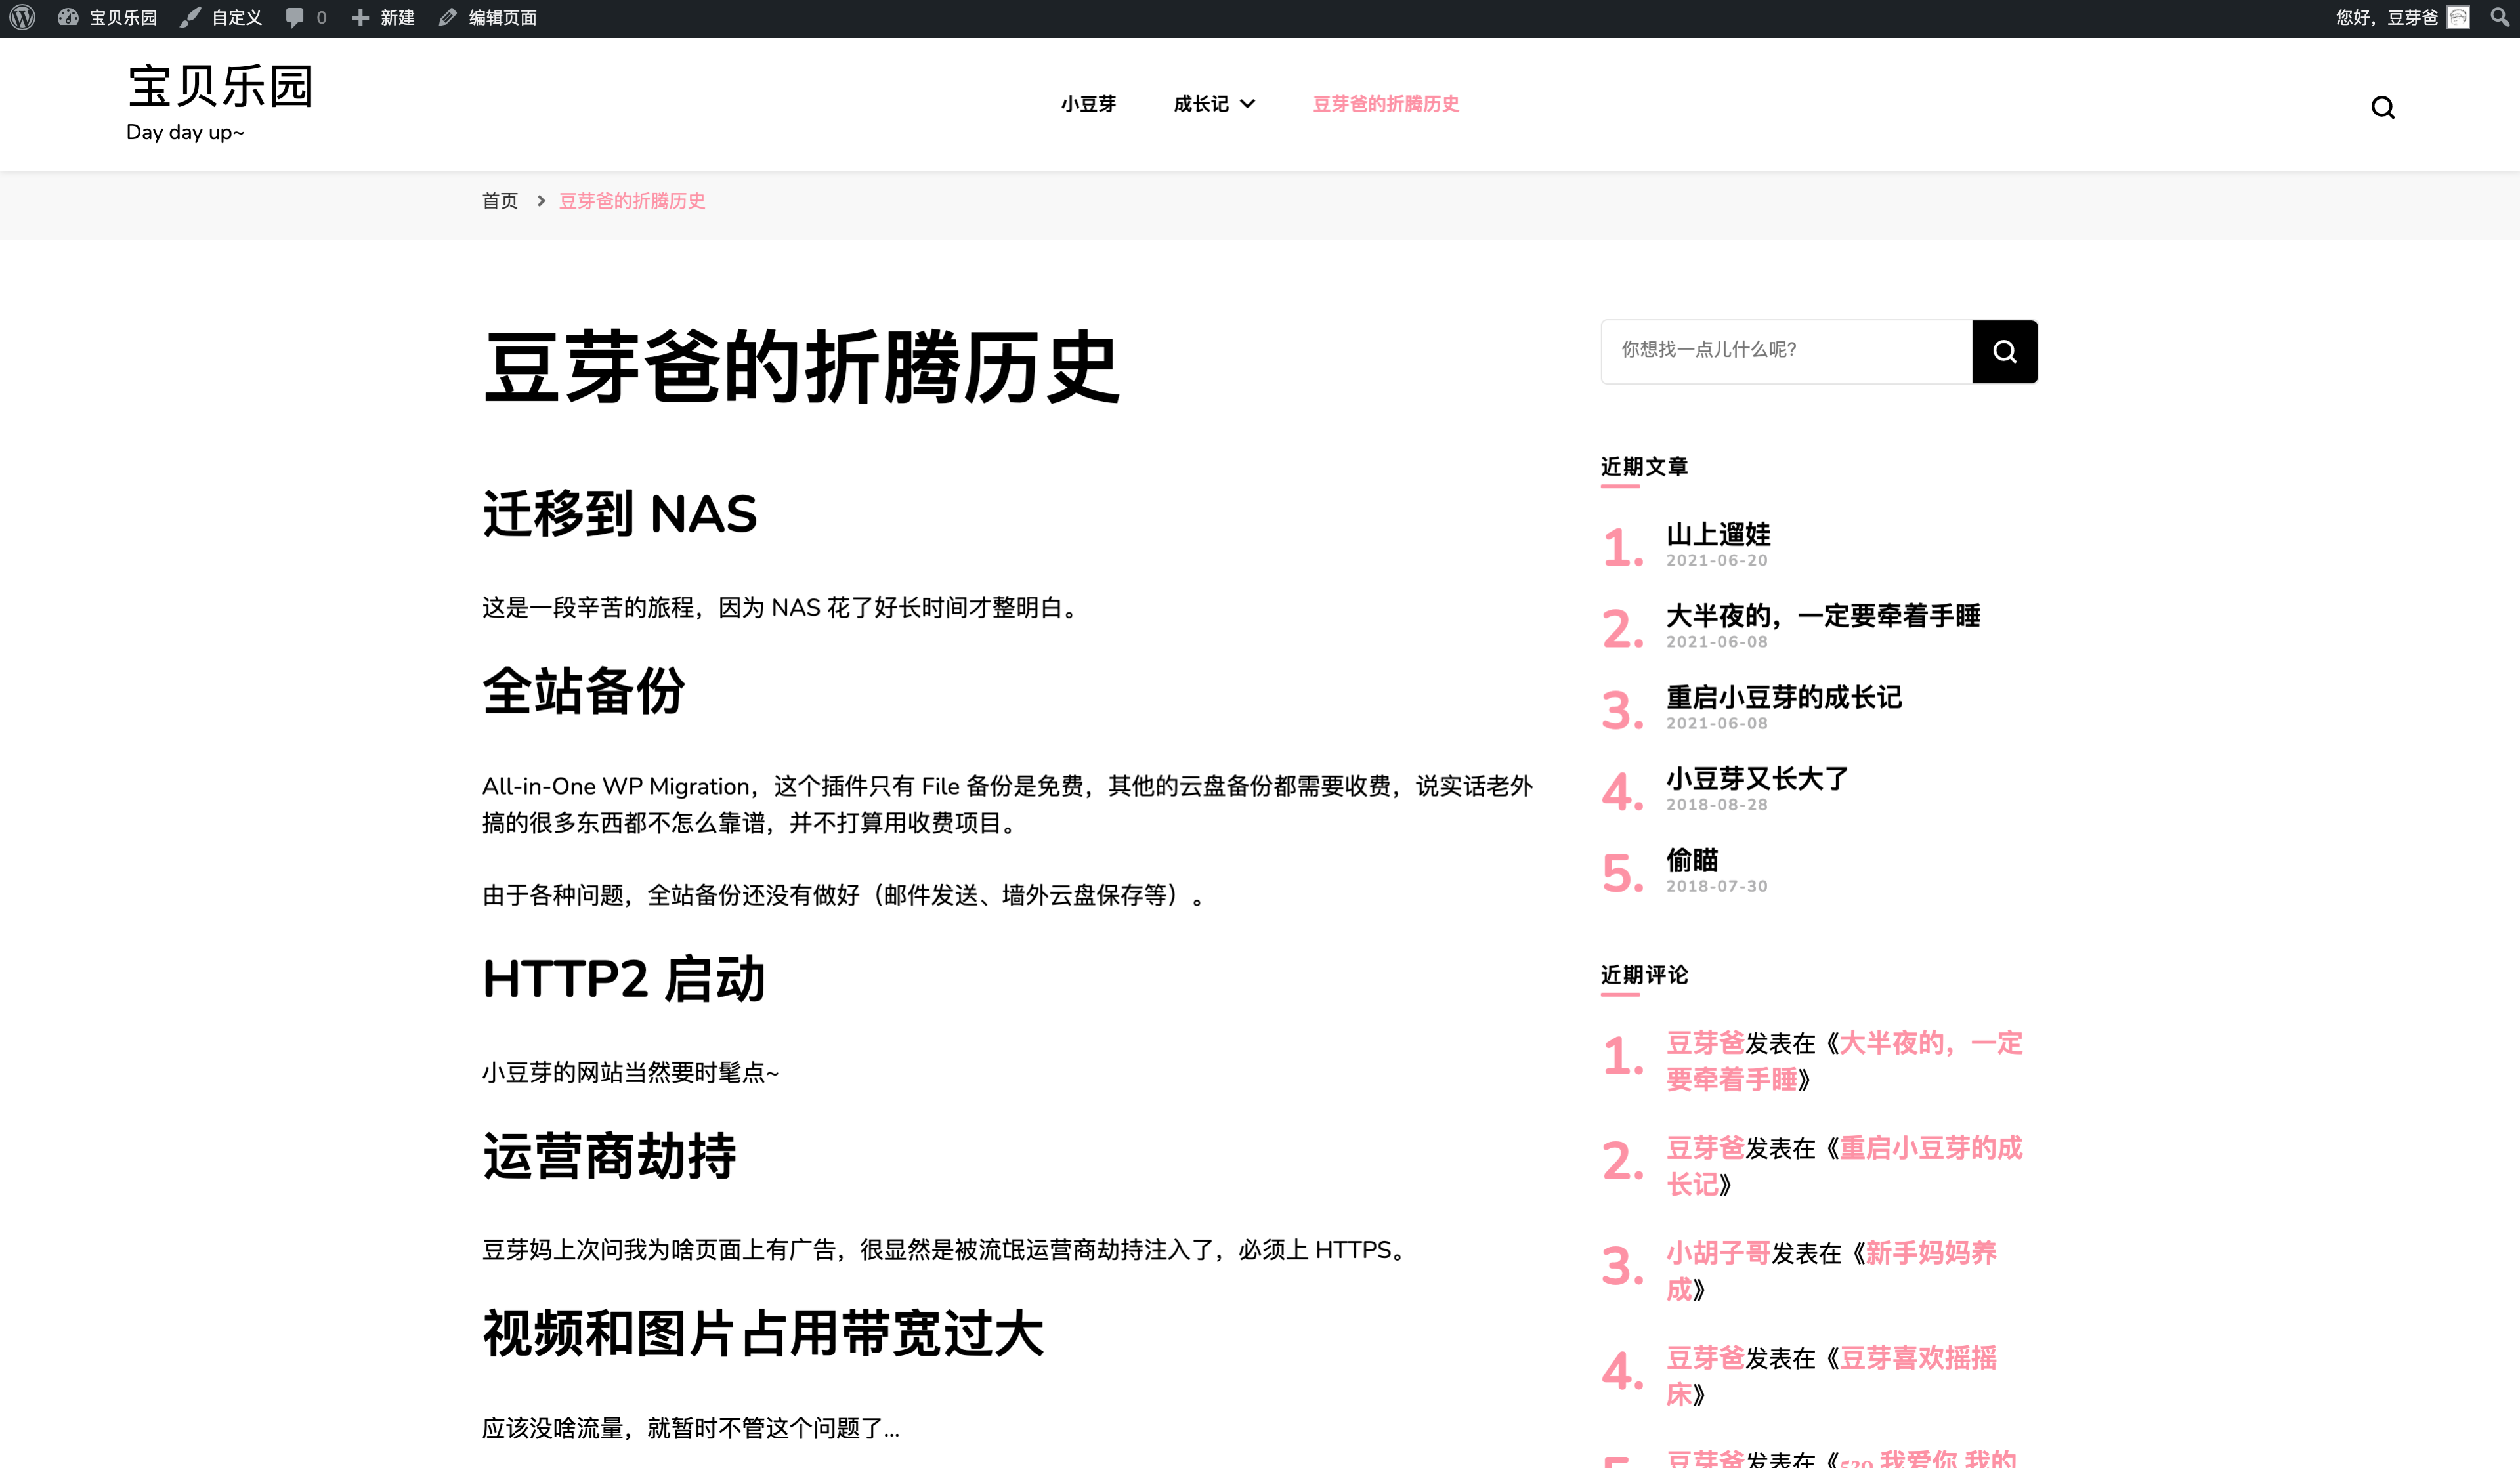 宝贝乐园 自定义 0 新建 编辑页面 您好，豆芽爸
宝贝乐园
Day day up~
小豆芽 成长记 豆芽爸的折腾历史
首页 豆芽爸的折腾历史
豆芽爸的折腾历史
迁移到 NAS
这是一段辛苦的旅程，因为 NAS 花了好长时间才整明白。
全站备份
All-in-One WP Migration，这个插件只有 File 备份是免费，其他的云盘备份都需要收费，说实话老外
搞的很多东西都不怎么靠谱，并不打算用收费项目。
由于各种问题，全站备份还没有做好（邮件发送、墙外云盘保存等）。
HTTP2 启动
小豆芽的网站当然要时髦点~
运营商劫持
豆芽妈上次问我为啥页面上有广告，很显然是被流氓运营商劫持注入了，必须上 HTTPS。
视频和图片占用带宽过大
应该没啥流量，就暂时不管这个问题了...
你想找一点儿什么呢?
近期文章
1. 山上遛娃
2021-06-20
2. 大半夜的，一定要牵着手睡
2021-06-08
3. 重启小豆芽的成长记
2021-06-08
4. 小豆芽又长大了
2018-08-28
5. 偷瞄
2018-07-30
近期评论
1. 豆芽爸发表在《大半夜的，一定
要牵着手睡》
2. 豆芽爸发表在《重启小豆芽的成
长记》
3. 小胡子哥发表在《新手妈妈养
成》
4. 豆芽爸发表在《豆芽喜欢摇摇
床》
5. 豆芽爸发表在《520 我爱你 我的